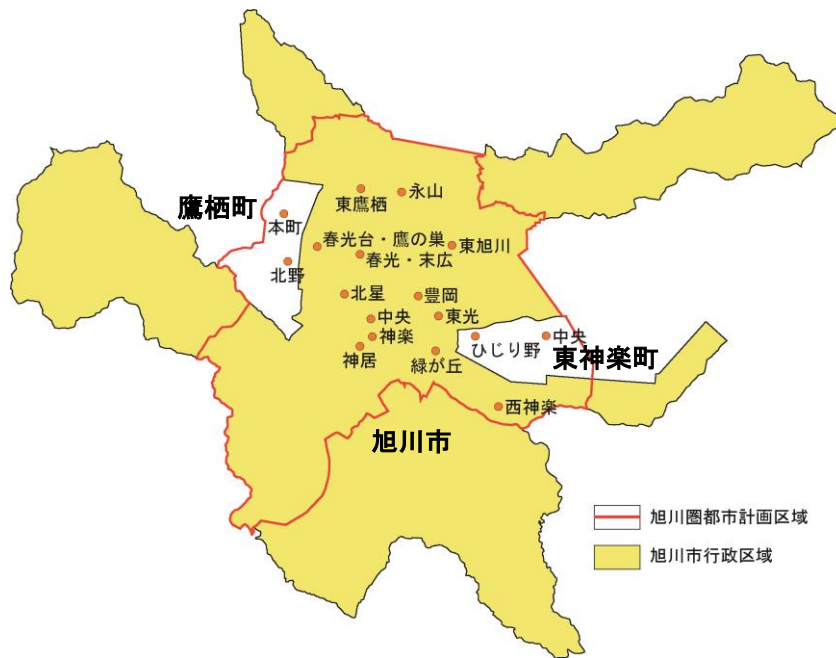 鷹栖町
本町
北野
東鷹栖
永山
春光台・鷹の巣
春光・末広
東旭川
北星
豊岡
中央
東光
神楽
神居
緑が丘
ひじり野
中央
東神楽町
西神楽
旭川市
旭川圏都市計画区域
旭川市行政区域